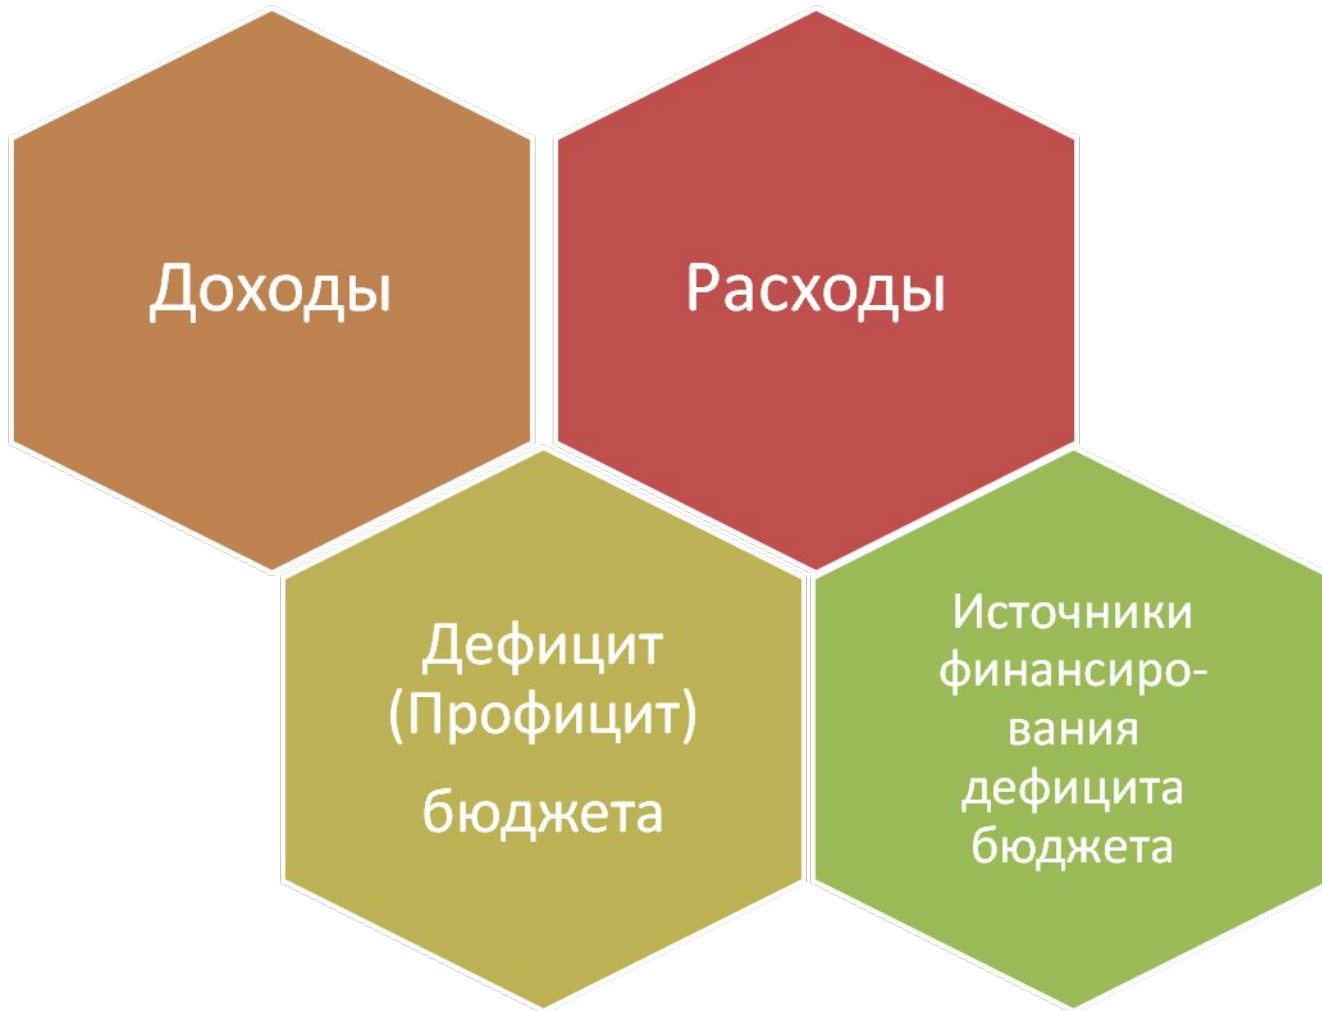 Доходы
Расходы
Дефицит
(Профицит)
бюджета
Источники
финансиро-
вания
дефицита
бюджета